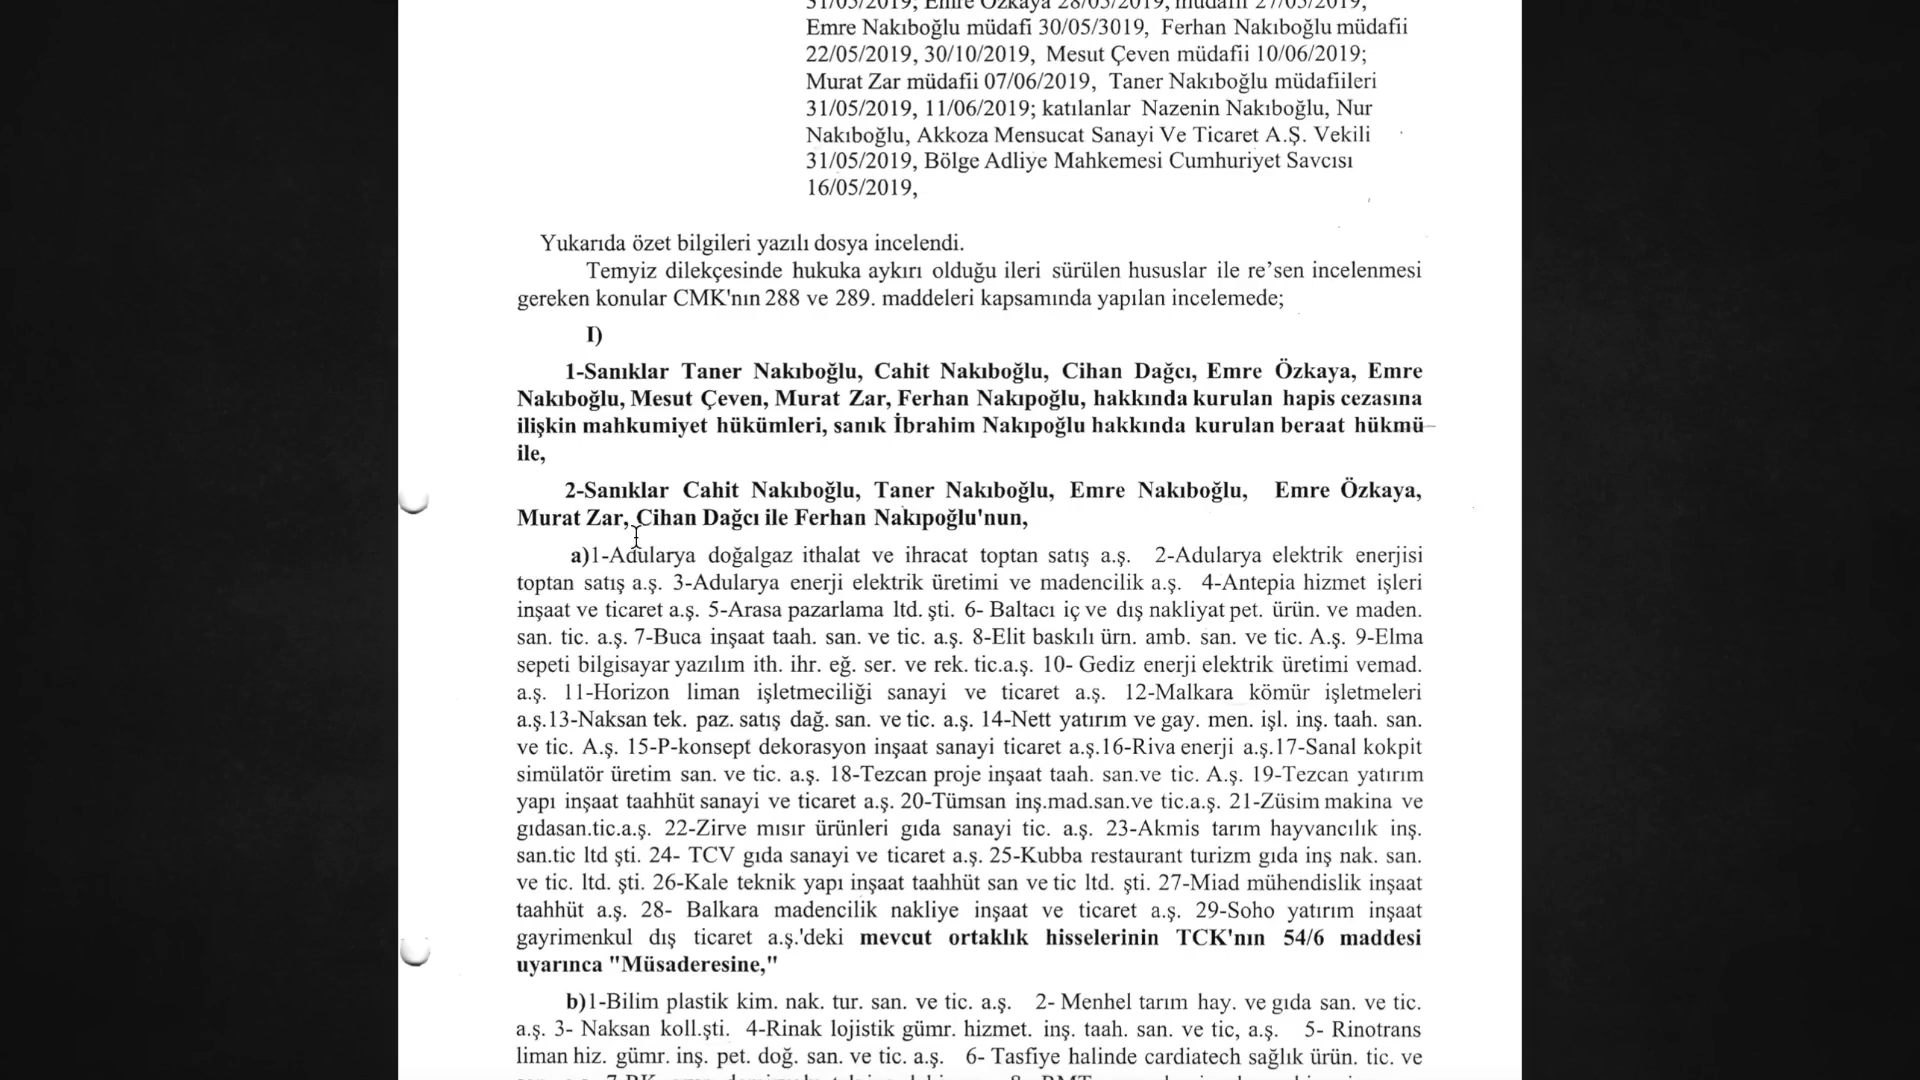 31/05/2019; Emre Özkaya 28/05/2019, müdafii 27/05/2019,
Emre Nakıboğlu müdafi 30/05/3019, Ferhan Nakıboğlu müdafii
22/05/2019, 30/10/2019, Mesut Çeven müdafii 10/06/2019;
Murat Zar müdafii 07/06/2019, Taner Nakıboğlu müdafiileri
31/05/2019, 11/06/2019; katılanlar Nazenin Nakıboğlu, Nur
Nakıboğlu, Akkoza Mensucat Sanayi Ve Ticaret A.Ş. Vekili
31/05/2019, Bölge Adliye Mahkemesi Cumhuriyet Savcısı
16/05/2019,
Yukarıda özet bilgileri yazılı dosya incelendi.
Temyiz dilekçesinde hukuka aykırı olduğu ileri sürülen hususlar ile re’sen incelenmesi
gereken konular CMK'nın 288 ve 289. maddeleri kapsamında yapılan incelemede;
I)
1-Sanıklar Taner Nakıboğlu, Cahit Nakıboğlu, Cihan Dağcı, Emre Özkaya, Emre
Nakıboğlu, Mesut Çeven, Murat Zar, Ferhan Nakıpoğlu, hakkında kurulan hapis cezasına
ilişkin mahkumiyet hükümleri, sanık İbrahim Nakıpoğlu hakkında kurulan beraat hükmü
ile,
2-Sanıklar Cahit Nakıboğlu, Taner Nakıboğlu, Emre Nakıboğlu, Emre Özkaya,
Murat Zar, Cihan Dağcı ile Ferhan Nakıpoğlu'nun,
a)1-Adularya doğalgaz ithalat ve ihracat toptan satış a.ş. 2-Adularya elektrik enerjisi
toptan satış a.ş. 3-Adularya enerji elektrik üretimi ve madencilik a.ş. 4-Antepia hizmet işleri
inşaat ve ticaret a.ş. 5-Arasa pazarlama ltd. şti. 6- Baltacı iç ve dış nakliyat pet. ürün. ve maden.
san. tic. a.ş. 7-Buca inşaat taah. san. ve tic. a.ş. 8-Elit baskılı ürn. amb. san. ve tic. A.ş. 9-Elma
sepeti bilgisayar yazılım ith. ihr. eğ. ser. ve rek. tic.a.ş. 10- Gediz enerji elektrik üretimi vemad.
a.ş. 11-Horizon liman işletmeciliği sanayi ve ticaret a.ş. 12-Malkara kömür işletmeleri
a.ş.13-Naksan tek. paz. satış dağ. san. ve tic. a.ş. 14-Nett yatırım ve gay. men. işl. inş. taah. san.
ve tic. A.ş. 15-P-konsept dekorasyon inşaat sanayi ticaret a.ş.16-Riva enerji a.ş.17-Sanal kokpit
simülatör üretim san. ve tic. a.ş. 18-Tezcan proje inşaat taah. san.ve tic. A.ş. 19-Tezcan yatırım
yapı inşaat taahhüt sanayi ve ticaret a.ş. 20-Tümsan inş.mad.san.ve tic.a.ş. 21-Züsim makina ve
gıdasan.tic.a.ş. 22-Zirve mısır ürünleri gıda sanayi tic. a.ş. 23-Akmis tarım hayvancılık inş.
san.tic ltd şti. 24- TCV gıda sanayi ve ticaret a.ş. 25-Kubba restaurant turizm gıda inş nak. san.
ve tic. ltd. şti. 26-Kale teknik yapı inşaat taahhüt san ve tic ltd. şti. 27-Miad mühendislik inşaat
taahhüt a.ş. 28- Balkara madencilik nakliye inşaat ve ticaret a.ş. 29-Soho yatırım inşaat
gayrimenkul dış ticaret a.ş.'deki mevcut ortaklık hisselerinin TCK'nın 54/6 maddesi
uyarınca "Müsaderesine,"
b)1-Bilim plastik kim. nak. tur. san. ve tic. a.ş. 2- Menhel tarım hay. ve gıda san. ve tic.
a.ş. 3- Naksan koll.şti. 4-Rinak lojistik gümr. hizmet. inş. taah. san. ve tic, a.ş. 5- Rinotrans
liman hiz. gümr. inş. pet. doğ. san. ve tic. a.ş. 6- Tasfiye halinde cardiatech sağlık ürün. tic. ve